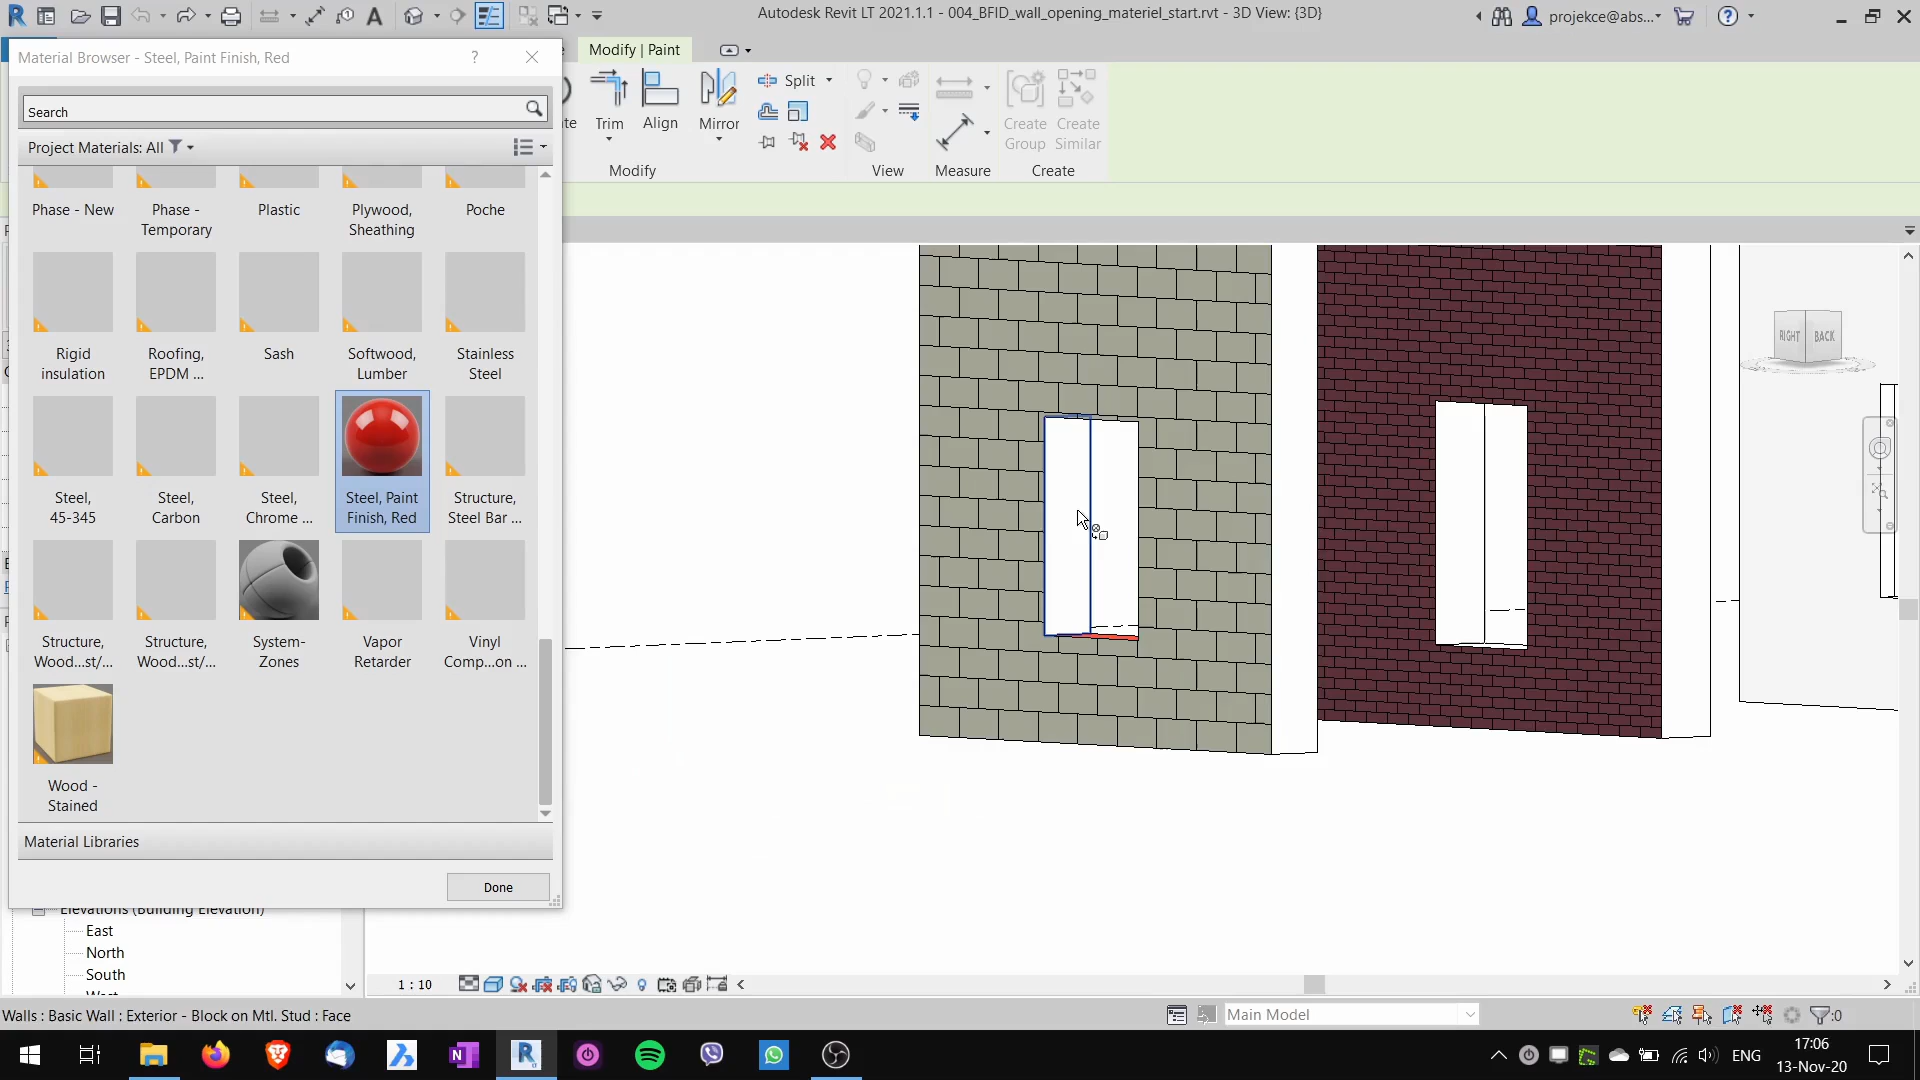 Autodesk Revit LT 2021.1.1 - 004_BFID_wall_opening_materiel_start.rvt - 3D View: {3D}
projekce@abs...
Material Browser - Steel, Paint Finish, Red
Modify | Paint
Search
Project Materials: All
Split
Trim
Align
Mirror
Create
Group
Create
Similar
Modify
View
Measure
Create
Phase - New
Phase -
Temporary
Plastic
Plywood,
Sheathing
Poche
Rigid
insulation
Roofing,
EPDM ...
Sash
Softwood,
Lumber
Stainless
Steel
Steel,
45-345
Steel,
Carbon
Steel,
Chrome ...
Steel, Paint
Finish, Red
Structure,
Steel Bar ...
Structure,
Wood...st/...
Structure,
Wood...st/...
System-
Zones
Vapor
Retarder
Vinyl
Comp...on ...
Wood -
Stained
Material Libraries
Done
RIGHT
BACK
Elevations (Building Elevation)
East
North
South
1 : 10
Walls : Basic Wall : Exterior - Block on Mtl. Stud : Face
Main Model
:0
ENG
17:06
13-Nov-20